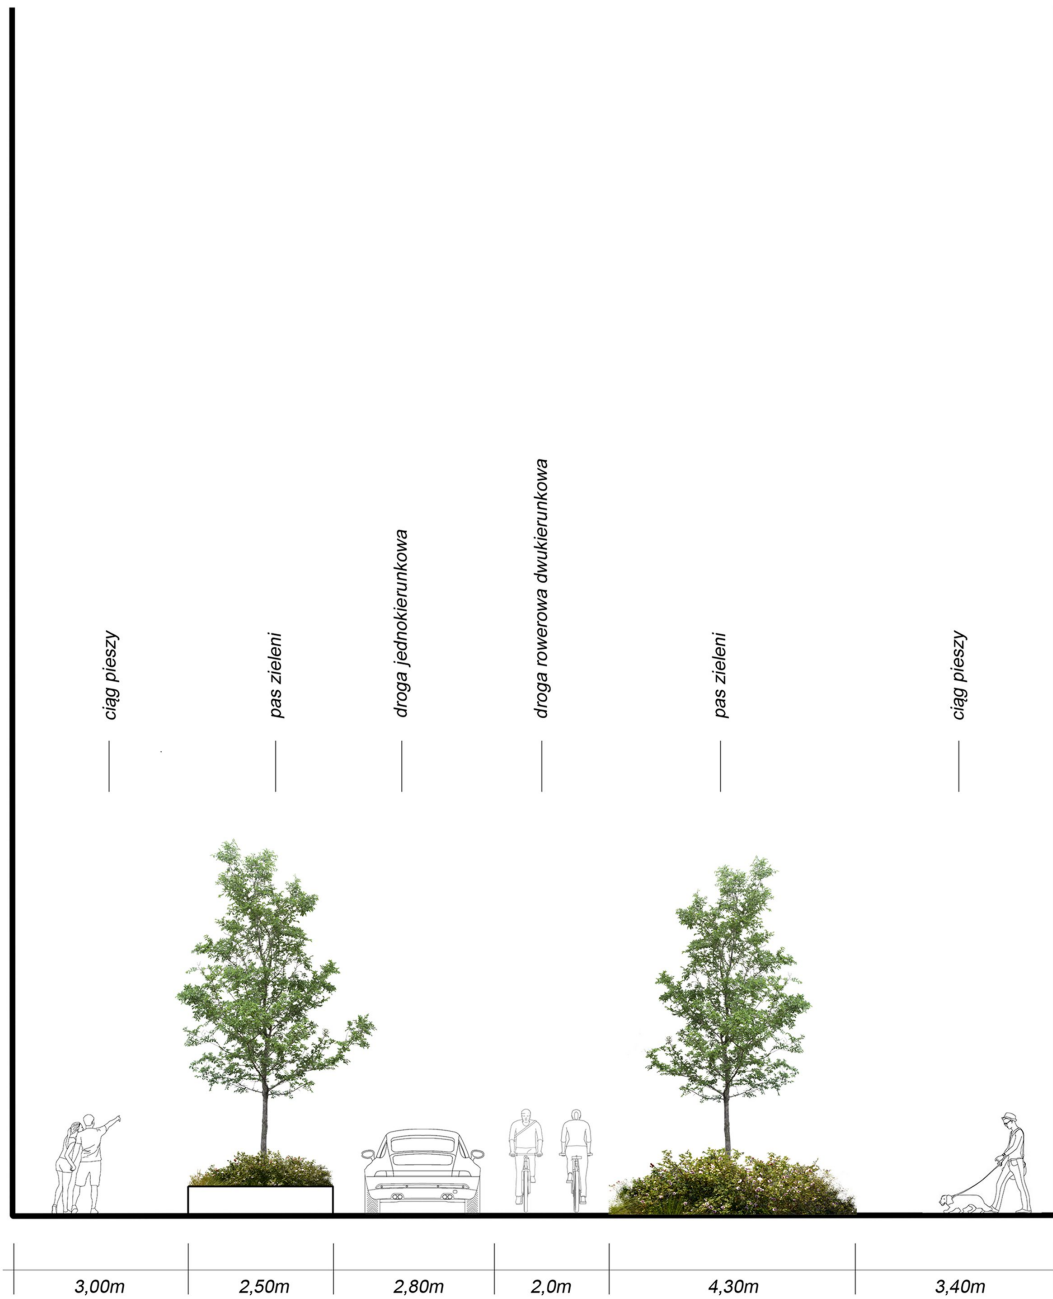 ciąg pieszy
pas zieleni
droga jednokierunkowa
droga rowerowa dwukierunkowa
pas zieleni
ciąg pieszy
3,00m
2,50m
2,80m
2,0m
4,30m
3,40m